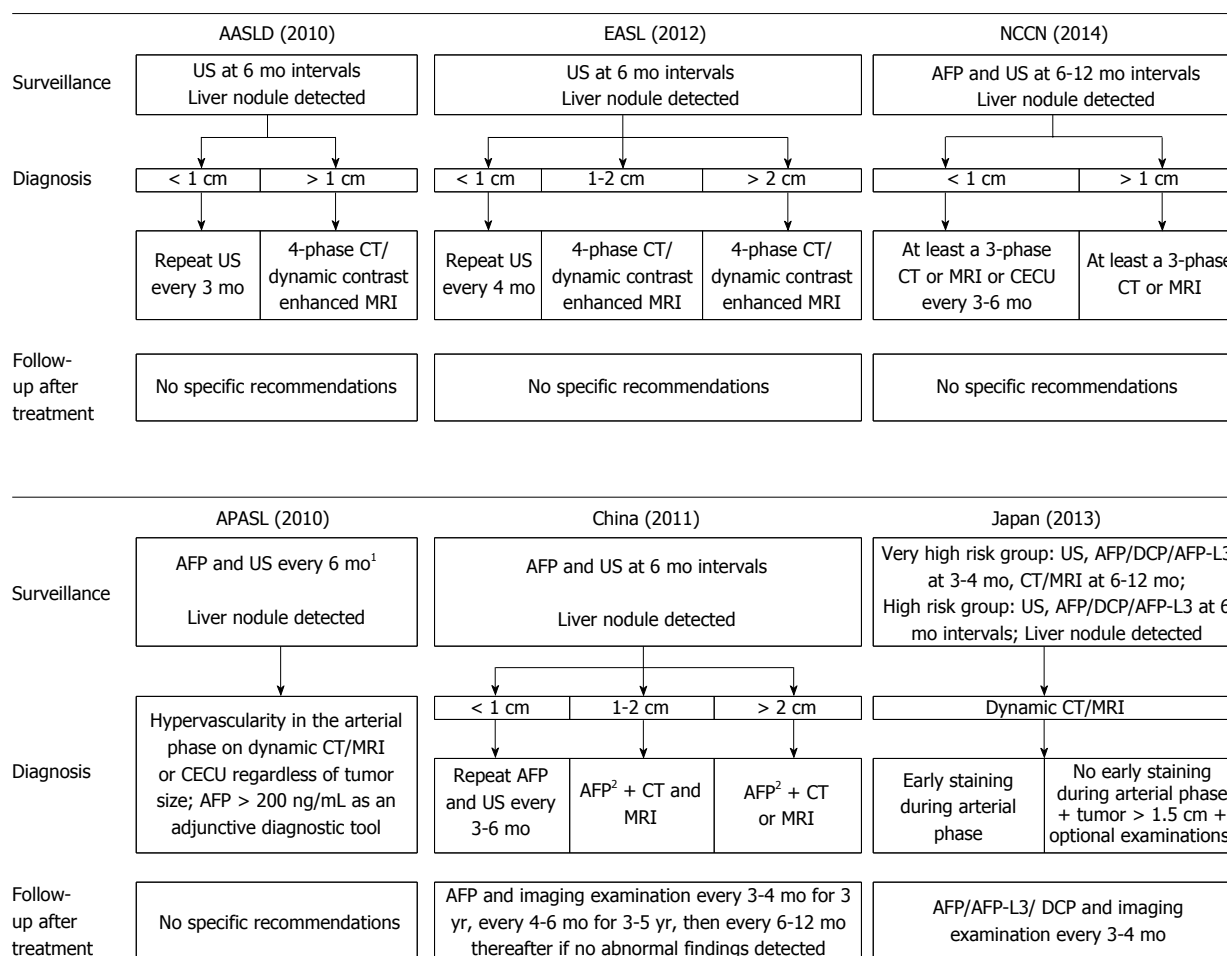 AASLD (2010)
EASL (2012)
NCCN (2014)
Surveillance
US at 6 mo intervals
Liver nodule detected
US at 6 mo intervals
Liver nodule detected
AFP and US at 6-12 mo intervals
Liver nodule detected
Diagnosis
< 1 cm
> 1 cm
< 1 cm
1-2 cm
> 2 cm
< 1 cm
> 1 cm
Repeat US
every 3 mo
4-phase CT/
dynamic contrast
enhanced MRI
Repeat US
every 4 mo
4-phase CT/
dynamic contrast
enhanced MRI
4-phase CT/
dynamic contrast
enhanced MRI
At least a 3-phase
CT or MRI or CECU
every 3-6 mo
At least a 3-phase
CT or MRI
Follow-
up after
treatment
No specific recommendations
No specific recommendations
No specific recommendations
APASL (2010)
China (2011)
Japan (2013)
Surveillance
AFP and US every 6 mo¹
Liver nodule detected
AFP and US at 6 mo intervals
Liver nodule detected
Very high risk group: US, AFP/DCP/AFP-L3
at 3-4 mo, CT/MRI at 6-12 mo;
High risk group: US, AFP/DCP/AFP-L3 at 6
mo intervals; Liver nodule detected
Diagnosis
Hypervascularity in the arterial
phase on dynamic CT/MRI
or CECU regardless of tumor
size; AFP > 200 ng/mL as an
adjunctive diagnostic tool
< 1 cm
1-2 cm
> 2 cm
Repeat AFP
and US every
3-6 mo
AFP² + CT and
MRI
AFP² + CT
or MRI
Dynamic CT/MRI
Early staining
during arterial
phase
No early staining
during arterial phase
+ tumor > 1.5 cm +
optional examinations
Follow-
up after
treatment
No specific recommendations
AFP and imaging examination every 3-4 mo for 3
yr, every 4-6 mo for 3-5 yr, then every 6-12 mo
thereafter if no abnormal findings detected
AFP/AFP-L3/ DCP and imaging
examination every 3-4 mo